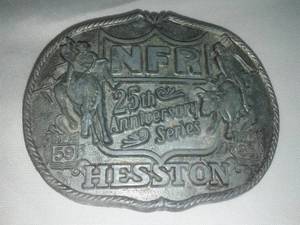 NFR
25th
Anniversary
Series
59
HESSTON